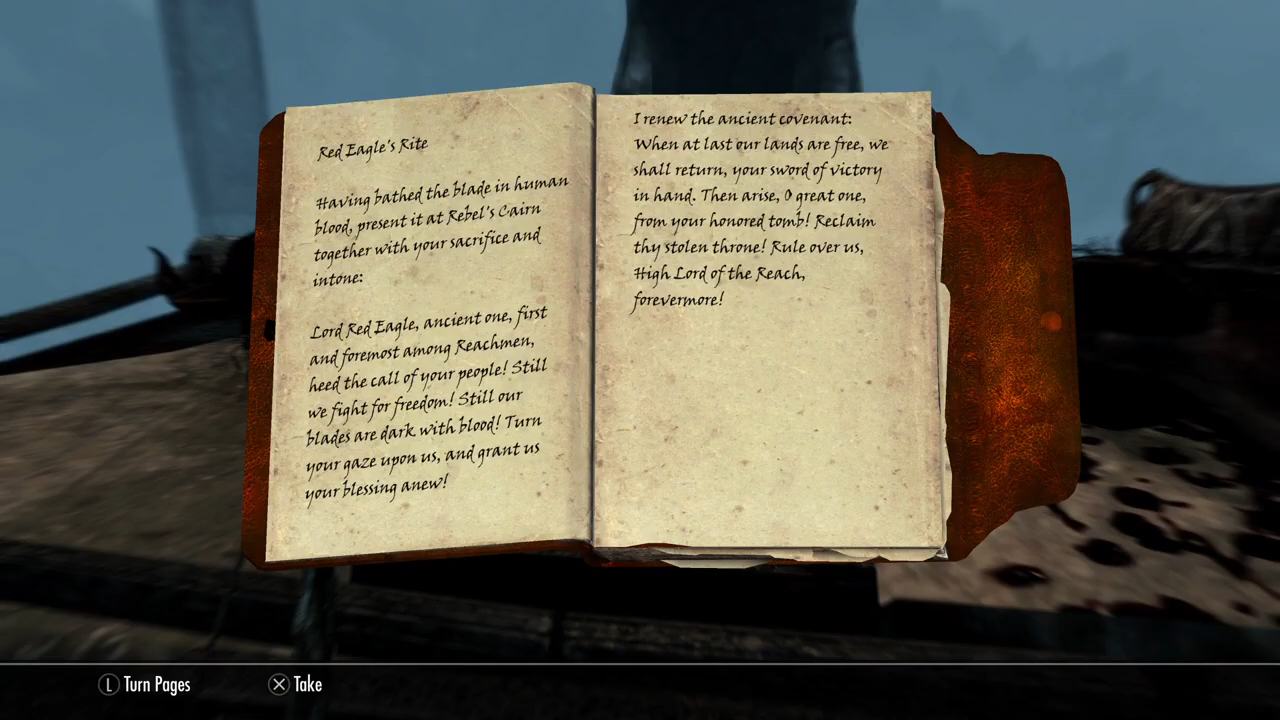 Red Eagle's Rite
Having bathed the blade in human
blood, present it at Rebel's Cairn
together with your sacrifice and
intone:
Lord Red Eagle, ancient one, first
and foremost among Reachmen,
heed the call of your people! Still
we fight for freedom! Still our
blades are dark with blood! Turn
your gaze upon us, and grant us
your blessing anew!
I renew the ancient covenant:
When at last our lands are free, we
shall return, your sword of victory
in hand. Then arise, O great one,
from your honored tomb! Reclaim
thy stolen throne! Rule over us,
High Lord of the Reach,
forevermore!
L Turn Pages X Take